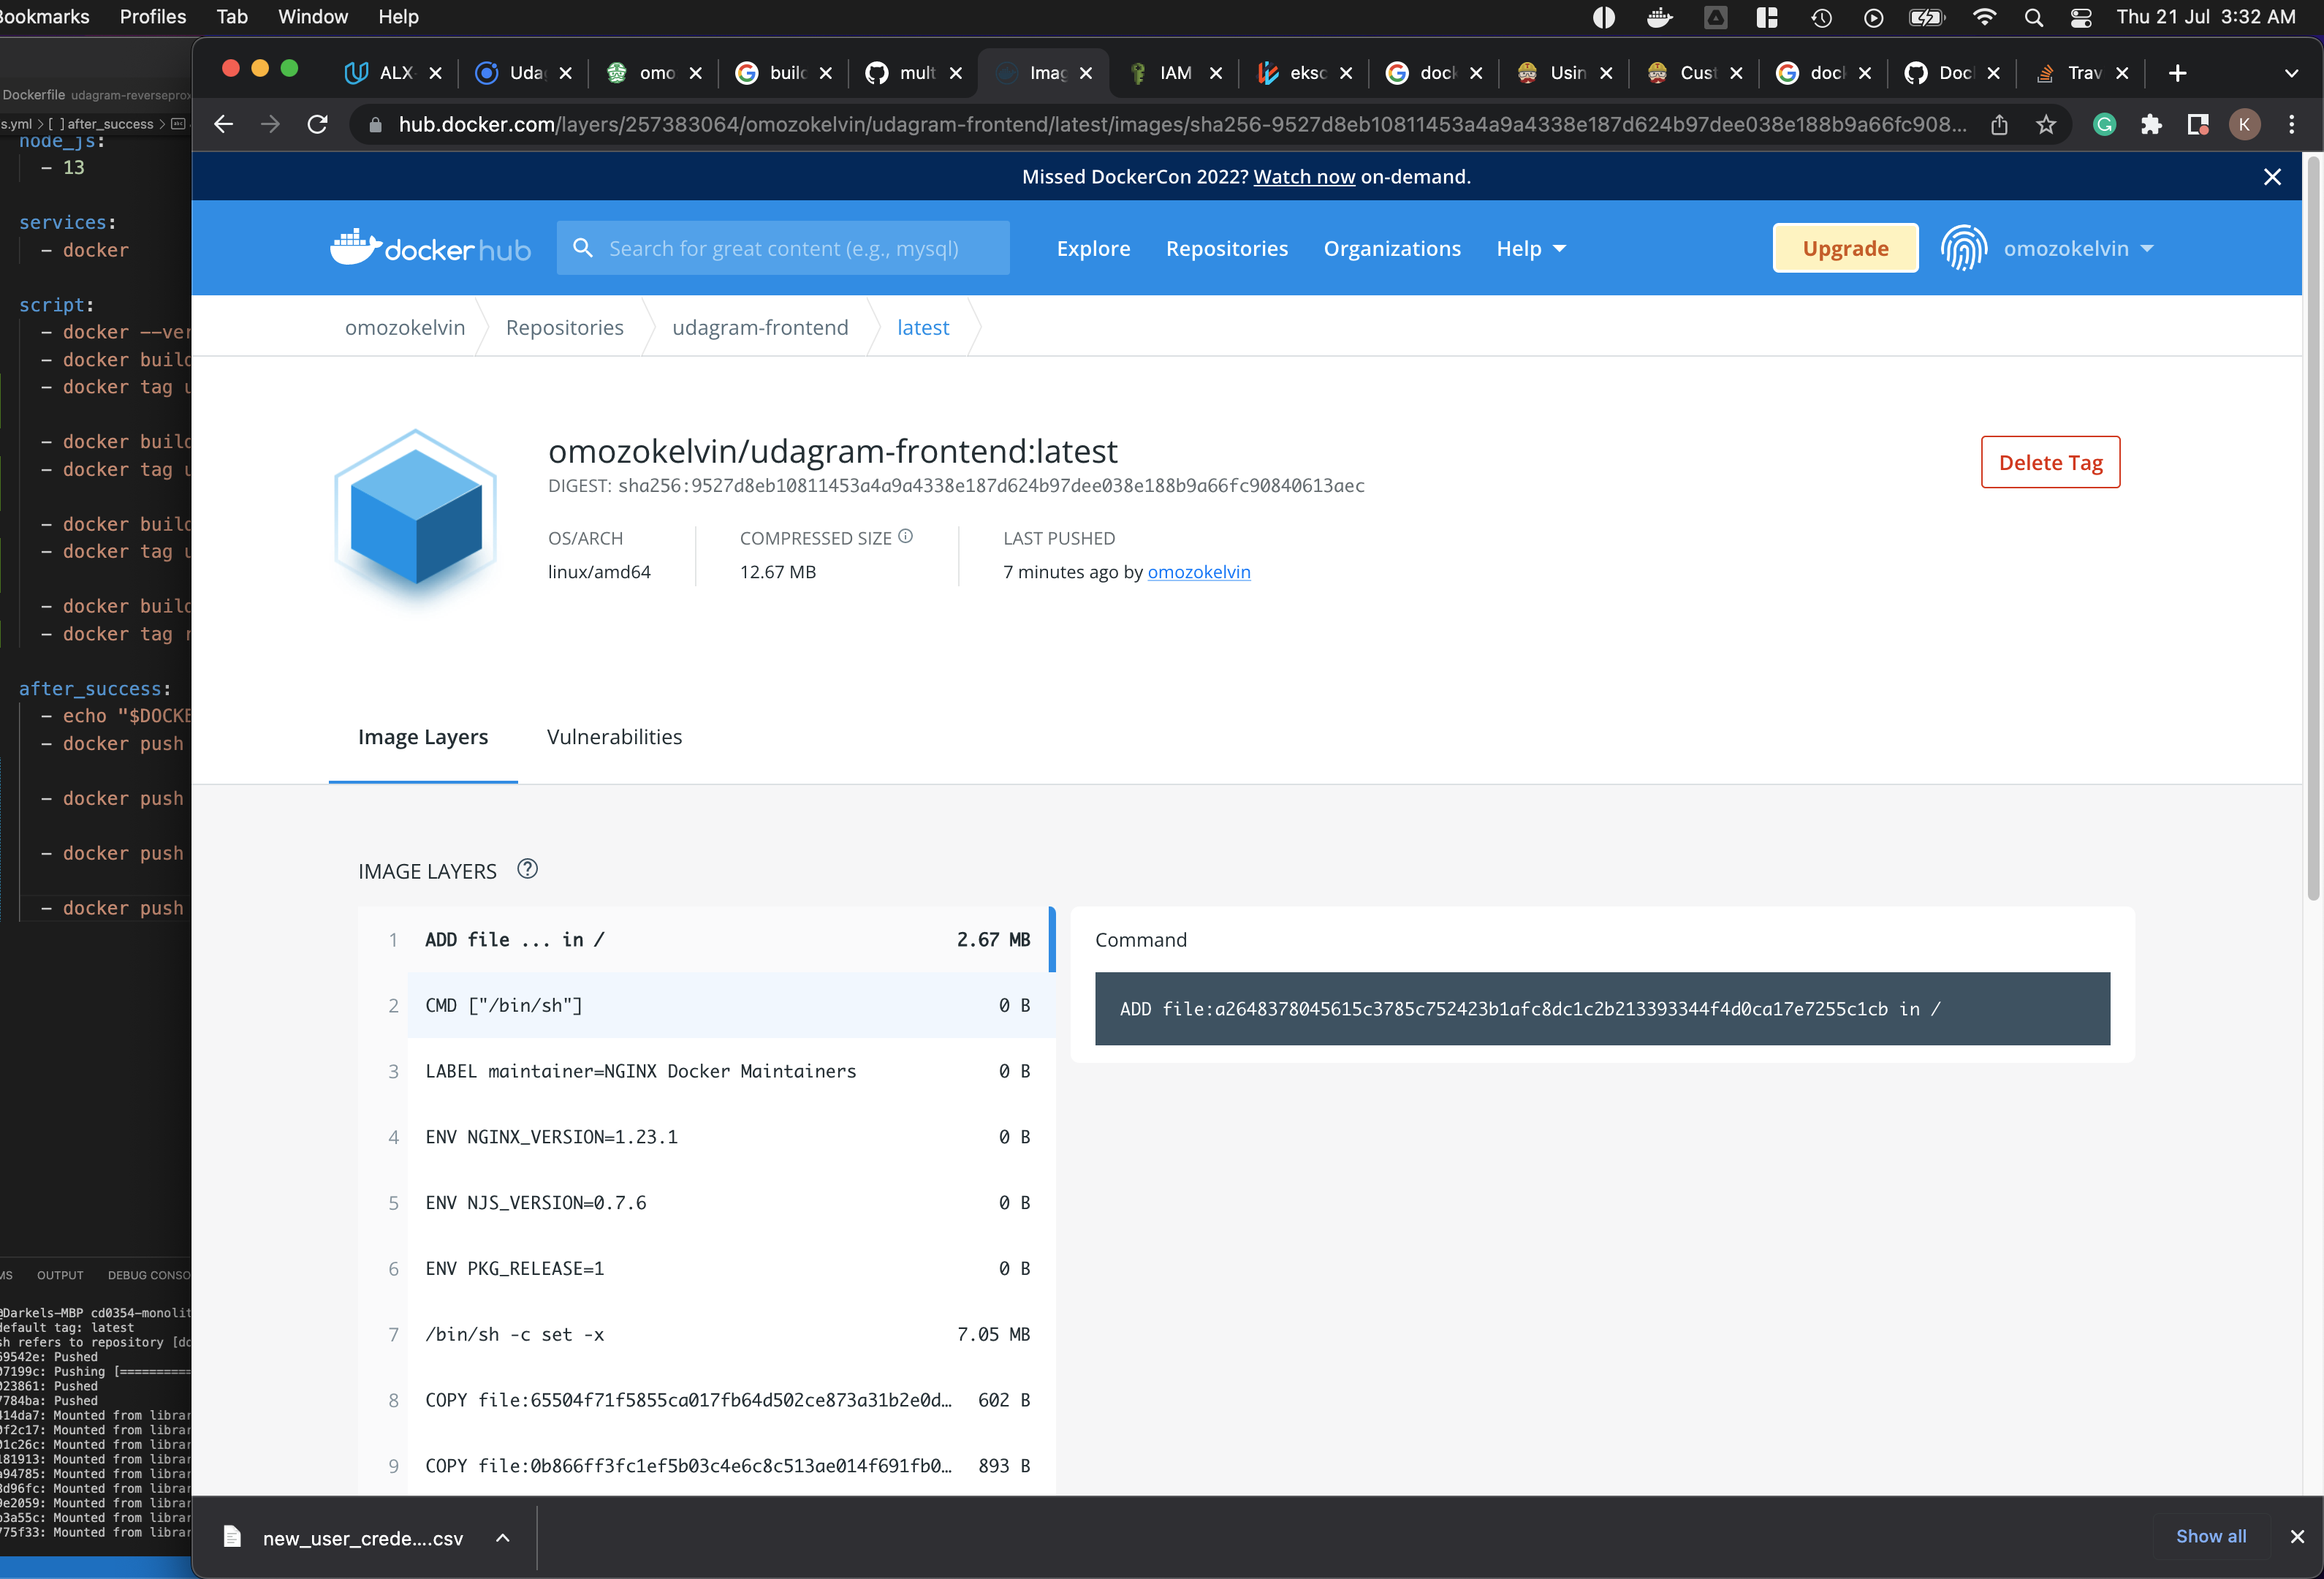 Bookmarks Profiles Tab Window Help
Thu 21 Jul 3:32 AM
ALX
Uda
omo
build
mult
Imag
IAM
eksc
dock
Usin
Cust
doc
Doc
Trav
hub.docker.com/layers/257383064/omozokelvin/udagram-frontend/latest/images/sha256-9527d8eb10811453a4a9a4338e187d624b97dee038e188b9a66fc908...
K
Missed DockerCon 2022? Watch now on-demand.
docker hub
Search for great content (e.g., mysql)
Explore Repositories Organizations Help
Upgrade
omozokelvin
omozokelvin Repositories udagram-frontend latest
omozokelvin/udagram-frontend:latest
DIGEST: sha256:9527d8eb10811453a4a9a4338e187d624b97dee038e188b9a66fc90840613aec
Delete Tag
OS/ARCH
linux/amd64
COMPRESSED SIZE
12.67 MB
LAST PUSHED
7 minutes ago by omozokelvin
Image Layers Vulnerabilities
IMAGE LAYERS
1 ADD file ... in / 2.67 MB
2 CMD ["/bin/sh"] 0 B
3 LABEL maintainer=NGINX Docker Maintainers 0 B
4 ENV NGINX_VERSION=1.23.1 0 B
5 ENV NJS_VERSION=0.7.6 0 B
6 ENV PKG_RELEASE=1 0 B
7 /bin/sh -c set -x 7.05 MB
8 COPY file:65504f71f5855ca017fb64d502ce873a31b2e0d… 602 B
9 COPY file:0b866ff3fc1ef5b03c4e6c8c513ae014f691fb0… 893 B
Command
ADD file:a2648378045615c3785c752423b1afc8dc1c2b213393344f4d0ca17e7255c1cb in /
new_user_crede....csv
Show all
Dockerfile udagram-reverseprox
s.yml > [ ] after_success >
node_js:
- 13
services:
- docker
script:
- docker --ver
- docker build
- docker tag u
- docker build
- docker tag u
- docker build
- docker tag u
- docker build
- docker tag r
after_success:
- echo "$DOCKE
- docker push
- docker push
- docker push
- docker push
MS OUTPUT DEBUG CONSO
@Darkels-MBP cd0354-monolit
default tag: latest
sh refers to repository [do
69542e: Pushed
07199c: Pushing [==========
023861: Pushed
7784ba: Pushed
414da7: Mounted from librar
0f2c17: Mounted from librar
01c26c: Mounted from librar
181913: Mounted from librar
a94785: Mounted from librar
8d96fc: Mounted from librar
9e2059: Mounted from librar
b3a55c: Mounted from librar
775f33: Mounted from librar